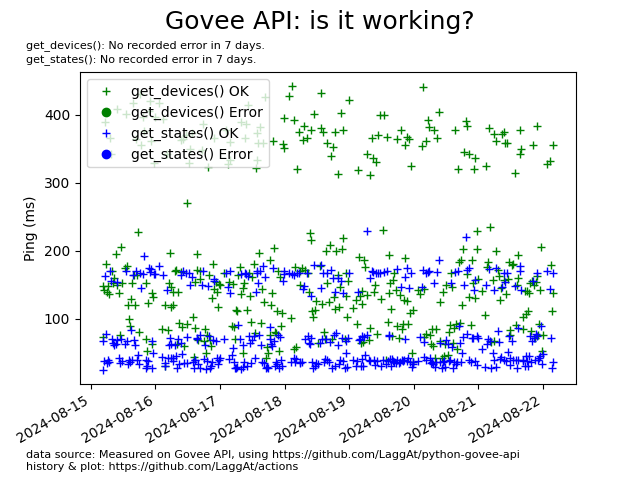 Govee API: is it working?
get_devices(): No recorded error in 7 days.
get_states(): No recorded error in 7 days.
get_devices() OK
get_devices() Error
get_states() OK
get_states() Error
400
300
200
100
Ping (ms)
2024-08-15
2024-08-16
2024-08-17
2024-08-18
2024-08-19
2024-08-20
2024-08-21
2024-08-22
data source: Measured on Govee API, using https://github.com/LaggAt/python-govee-api
history & plot: https://github.com/LaggAt/actions